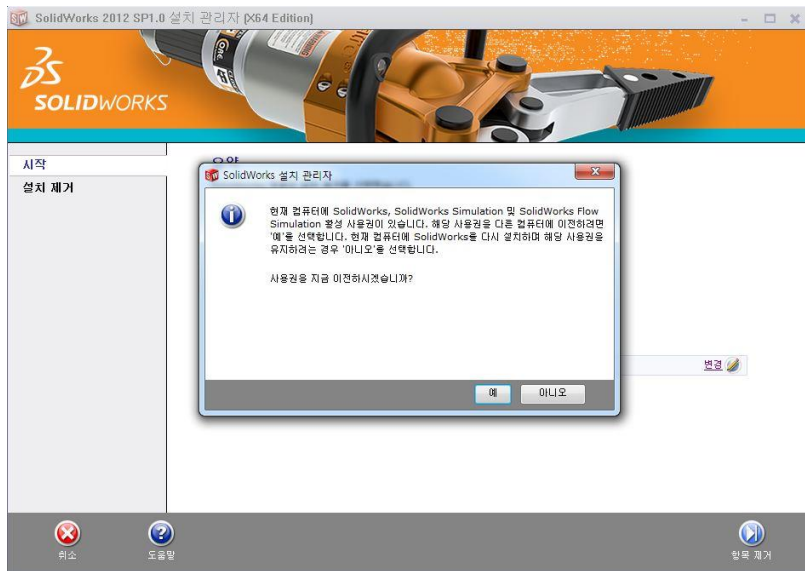 SolidWorks 2012 SP1.0 설치 관리자 (X64 Edition)
3S
SOLIDWORKS
CORE
시작
설치 제거
요약
SolidWorks 설치 관리자
현재 컴퓨터에 SolidWorks, SolidWorks Simulation 및 SolidWorks Flow
Simulation 활성 사용권이 있습니다. 해당 사용권을 다른 컴퓨터에 이전하려면
'예'를 선택합니다. 현재 컴퓨터에 SolidWorks를 다시 설치하며 해당 사용권을
유지하려는 경우 '아니오'를 선택합니다.
사용권을 지금 이전하시겠습니까?
변경
예
아니오
취소
도움말
항목 제거